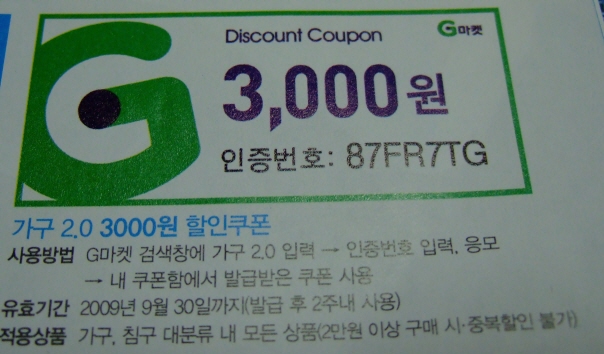 Discount Coupon
G마켓
3,000원
인증번호: 87FR7TG
가구 2.0 3000원 할인쿠폰
사용방법 G마켓 검색창에 가구 2.0 입력 → 인증번호 입력, 응모
→ 내 쿠폰함에서 발급받은 쿠폰 사용
유효기간 2009년 9월 30일까지(발급 후 2주내 사용)
적용상품 가구, 침구 대분류 내 모든 상품(2만원 이상 구매 시·중복할인 불가)